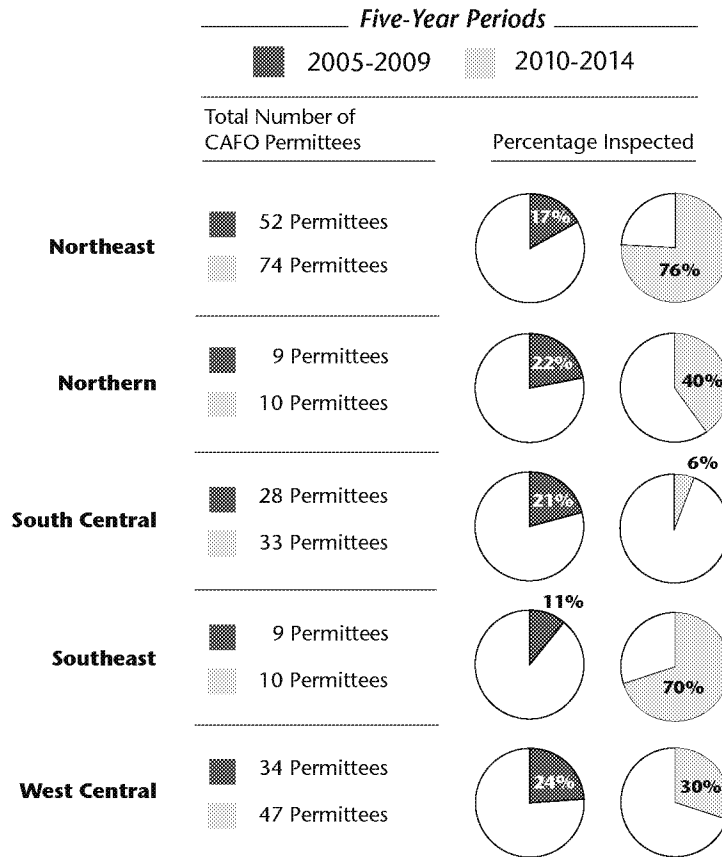 Five-Year Periods
2005-2009 2010-2014
Total Number of
CAFO Permittees
Percentage Inspected
Northeast
52 Permittees
74 Permittees
17%
76%
Northern
9 Permittees
10 Permittees
22%
40%
South Central
28 Permittees
33 Permittees
21%
6%
Southeast
9 Permittees
10 Permittees
11%
70%
West Central
34 Permittees
47 Permittees
24%
30%